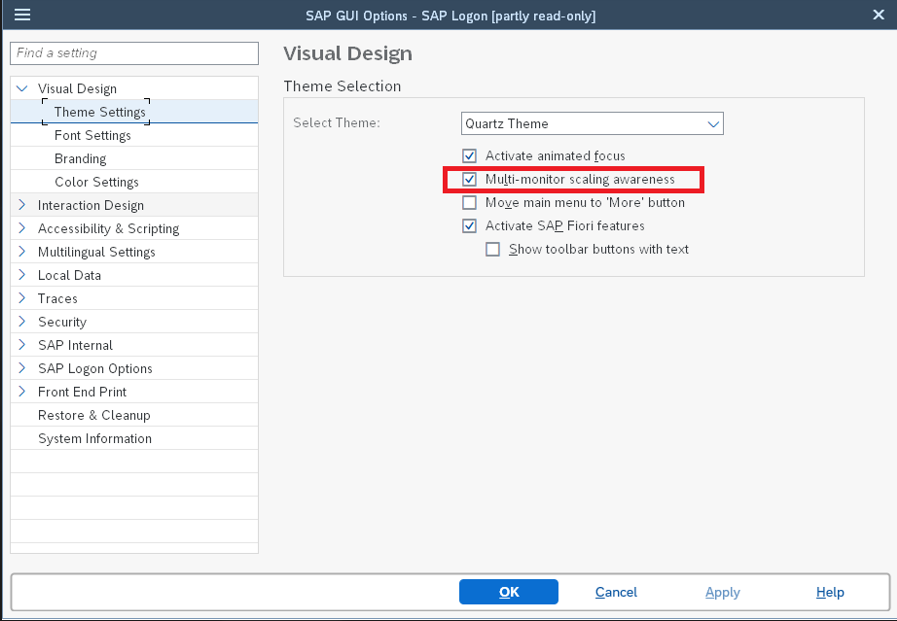 SAP GUI Options - SAP Logon [partly read-only]
Find a setting
Visual Design
Theme Settings
Font Settings
Branding
Color Settings
Interaction Design
Accessibility & Scripting
Multilingual Settings
Local Data
Traces
Security
SAP Internal
SAP Logon Options
Front End Print
Restore & Cleanup
System Information
Visual Design
Theme Selection
Select Theme: Quartz Theme
Activate animated focus
Multi-monitor scaling awareness
Move main menu to 'More' button
Activate SAP Fiori features
Show toolbar buttons with text
OK Cancel Apply Help